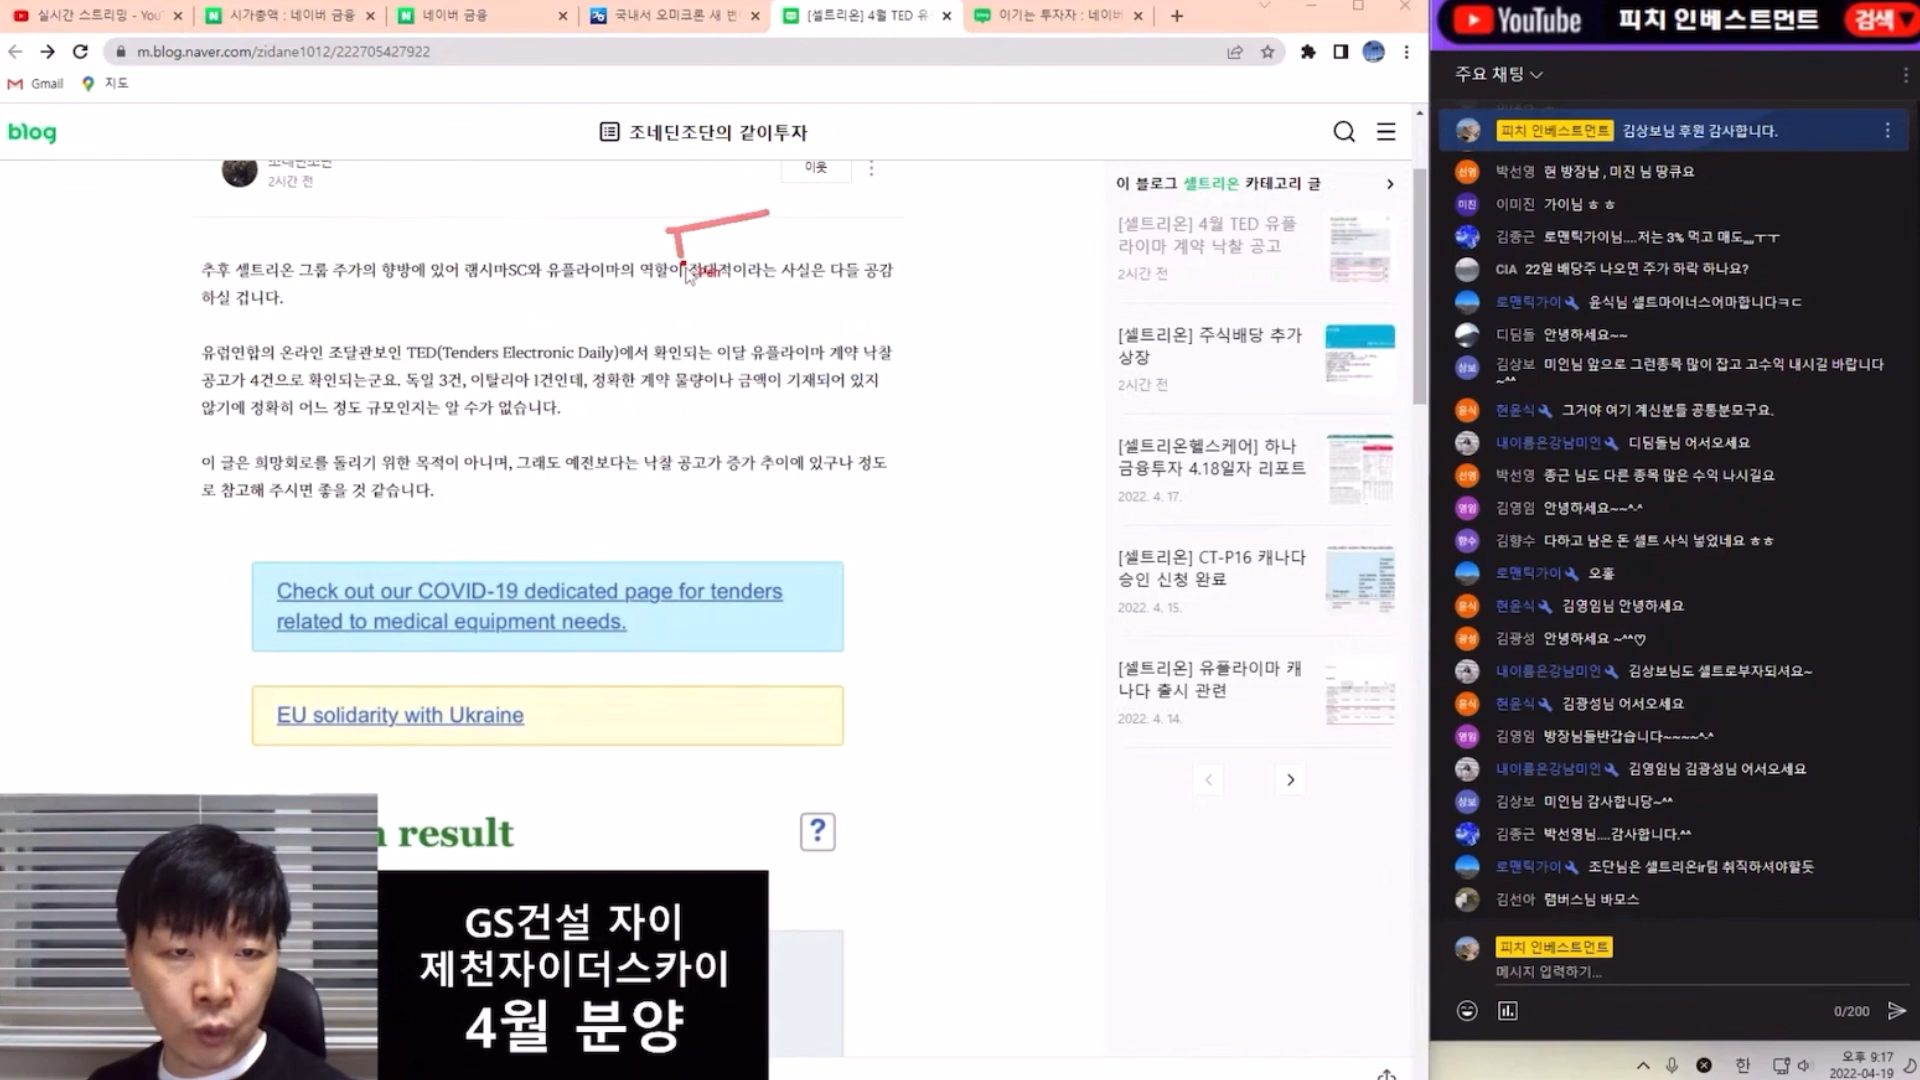 실시간 스트리밍 - You
시가총액 : 네이버 금융
네이버 금융
국내서 오미크론 새 변
[셀트리온] 4월 TED 유
이기는 투자자 : 네이버
m.blog.naver.com/zidane1012/222705427922
Gmail
지도
blog
조네딘조단의 같이투자
조네딘조단
2시간 전
이웃
추후 셀트리온 그룹 주가의 향방에 있어 램시마SC와 유플라이마의 역할이 절대적이라는 사실은 다들 공감
하실 겁니다.
유럽연합의 온라인 조달관보인 TED(Tenders Electronic Daily)에서 확인되는 이달 유플라이마 계약 낙찰
공고가 4건으로 확인되는군요. 독일 3건, 이탈리아 1건인데, 정확한 계약 물량이나 금액이 기재되어 있지
않기에 정확히 어느 정도 규모인지는 알 수가 없습니다.
이 글은 희망회로를 돌리기 위한 목적이 아니며, 그래도 예전보다는 낙찰 공고가 증가 추이에 있구나 정도
로 참고해 주시면 좋을 것 같습니다.
Check out our COVID-19 dedicated page for tenders
related to medical equipment needs.
EU solidarity with Ukraine
result
?
GS건설 자이
제천자이더스카이
4월 분양
이 블로그 셀트리온 카테고리 글
[셀트리온] 4월 TED 유플
라이마 계약 낙찰 공고
2시간 전
[셀트리온] 주식배당 추가
상장
2시간 전
[셀트리온헬스케어] 하나
금융투자 4.18일자 리포트
2022. 4. 17.
[셀트리온] CT-P16 캐나다
승인 신청 완료
2022. 4. 15.
[셀트리온] 유플라이마 캐
나다 출시 관련
2022. 4. 14.
YouTube 피치 인베스트먼트 검색
주요 채팅
피치 인베스트먼트 김상보님 후원 감사합니다.
선영 박선영 현 방장남 , 미진 님 땅큐요
미진 이미진 가이님 ㅎ ㅎ
김종근 로맨틱가이님....저는 3% 먹고 매도,,,,ㅜㅜ
CIA 22일 배당주 나오면 주가 하락 하나요?
로맨틱가이 윤식님 셀트마이너스어마합니다ㅋㄷ
디딤돌 안녕하세요~~
상보 김상보 미인님 앞으로 그런종목 많이 잡고 고수익 내시길 바랍니다
~^^
윤식 현윤식 그거야 여기 계신분들 공통분모구요.
내이름은강남미인 디딤돌님 어서오세요
선영 박선영 종근 님도 다른 종목 많은 수익 나시길요
영임 김영임 안녕하세요~~^-^
향수 김향수 다하고 남은 돈 셀트 사식 넣었네요 ㅎㅎ
로맨틱가이 오홍
윤식 현윤식 김영임님 안녕하세요
광성 김광성 안녕하세요 ~^^♡
내이름은강남미인 김상보님도 셀트로부자되셔요~
윤식 현윤식 김광성님 어서오세요
영임 김영임 방장님들반갑습니다~~~~^-^
내이름은강남미인 김영임님 김광성님 어서오세요
상보 김상보 미인님 감사합니당~^^
김종근 박선영님....감사합니다.^^
로맨틱가이 조단님은 셀트리온ir팀 취직하셔야할듯
김선아 램버스님 바모스
피치 인베스트먼트
메시지 입력하기...
0/200
한
오후 9:17
2022-04-19